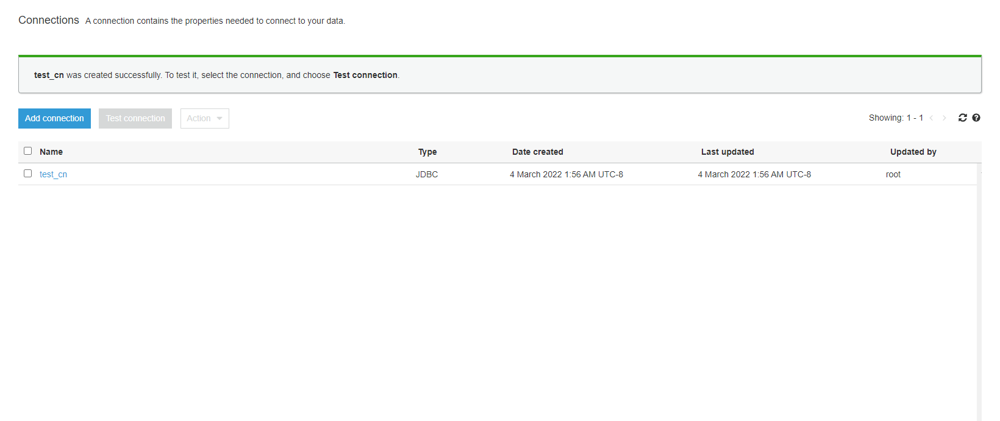 Connections A connection contains the properties needed to connect to your data.
test_cn was created successfully. To test it, select the connection, and choose Test connection.
Add connection Test connection Action Showing: 1 - 1
Name Type Date created Last updated Updated by
test_cn JDBC 4 March 2022 1:56 AM UTC-8 4 March 2022 1:56 AM UTC-8 root